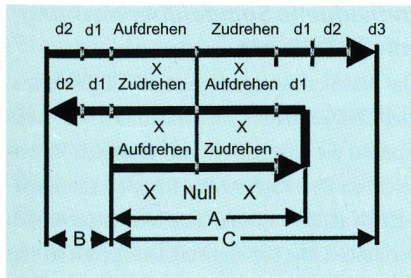 d2 d1 Aufdrehen Zudrehen d1 d2 d3
X X
d2 d1 Zudrehen Aufdrehen d1
X X
Aufdrehen Zudrehen
X Null X
A
B C